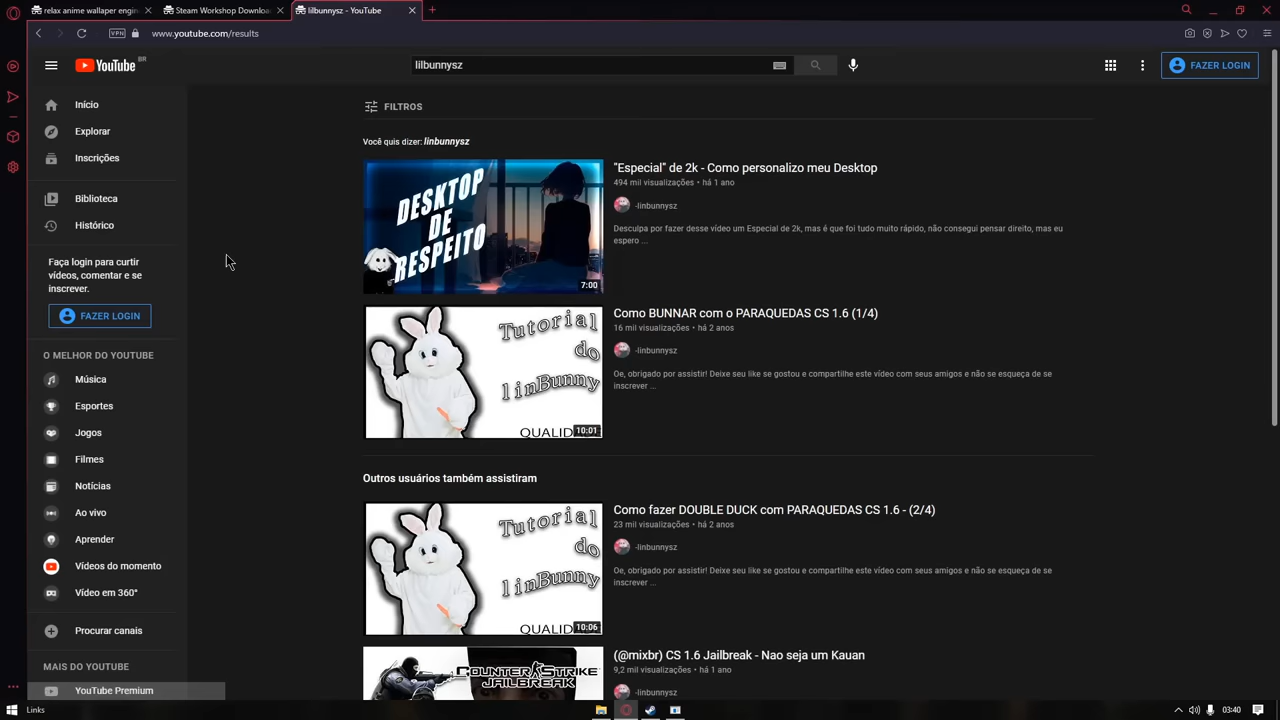 relax anime wallaper engin
Steam Workshop Downloa
lilbunnysz - YouTube
VPN
www.youtube.com/results
YouTube BR
lilbunnysz
FAZER LOGIN
Início
Explorar
Inscrições
Biblioteca
Histórico
Faça login para curtir
vídeos, comentar e se
inscrever.
FAZER LOGIN
O MELHOR DO YOUTUBE
Música
Esportes
Jogos
Filmes
Notícias
Ao vivo
Aprender
Vídeos do momento
Vídeo em 360°
Procurar canais
MAIS DO YOUTUBE
YouTube Premium
FILTROS
Você quis dizer: linbunnysz
DESKTOP
DE
RESPEITO
7:00
"Especial" de 2k - Como personalizo meu Desktop
494 mil visualizações • há 1 ano
-linbunnysz
Desculpa por fazer desse vídeo um Especial de 2k, mas é que foi tudo muito rápido, não consegui pensar direito, mas eu
espero ...
Tutorial
do
linBunny
QUALID
10:01
Como BUNNAR com o PARAQUEDAS CS 1.6 (1/4)
16 mil visualizações • há 2 anos
-linbunnysz
Oe, obrigado por assistir! Deixe seu like se gostou e compartilhe este vídeo com seus amigos e não se esqueça de se
inscrever ...
Outros usuários também assistiram
Tutorial
do
linBunny
QUALID
10:06
Como fazer DOUBLE DUCK com PARAQUEDAS CS 1.6 - (2/4)
23 mil visualizações • há 2 anos
-linbunnysz
Oe, obrigado por assistir! Deixe seu like se gostou e compartilhe este vídeo com seus amigos e não se esqueça de se
inscrever ...
COUNTER STRIKE
JAILBREAK
(@mixbr) CS 1.6 Jailbreak - Nao seja um Kauan
9,2 mil visualizações • há 1 ano
-linbunnysz
Links
03:40